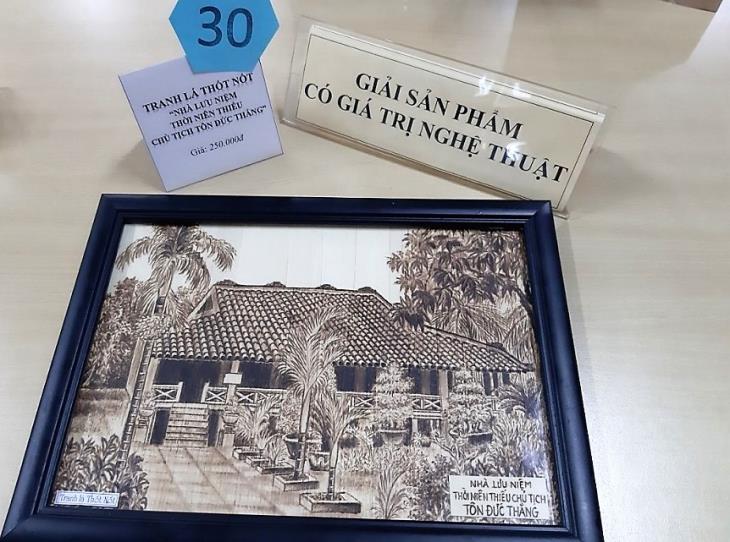 30
TRANH LÁ THỐT NỐT
"NHÀ LƯU NIỆM
THỜI NIÊN THIẾU
CHỦ TỊCH TÔN ĐỨC THẮNG"
Giá: 250.000đ
GIẢI SẢN PHẨM
CÓ GIÁ TRỊ NGHỆ THUẬT
Tranh lá Thốt Nốt
NHÀ LƯU NIỆM
THỜI NIÊN THIẾU CHỦ TỊCH
TÔN ĐỨC THẮNG